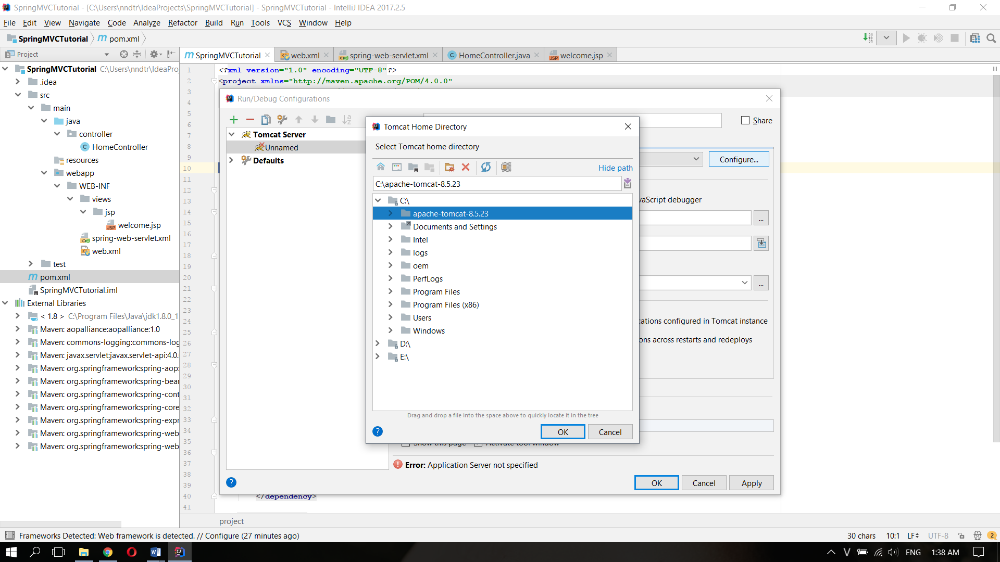 SpringMVCTutorial - [C:\Users\nndtr\IdeaProjects\SpringMVCTutorial] - SpringMVCTutorial - IntelliJ IDEA 2017.2.5
File Edit View Navigate Code Analyze Refactor Build Run Tools VCS Window Help
SpringMVCTutorial pom.xml
Project
SpringMVCTutorial web.xml spring-web-servlet.xml HomeController.java welcome.jsp
SpringMVCTutorial C:\Users\nndtr\IdeaPro
.idea
src
main
java
controller
HomeController
resources
webapp
WEB-INF
views
jsp
welcome.jsp
spring-web-servlet.xml
web.xml
test
pom.xml
SpringMVCTutorial.iml
External Libraries
< 1.8 > C:\Program Files\Java\jdk1.8.0_1
Maven: aopalliance:aopalliance:1.0
Maven: commons-logging:commons-log
Maven: javax.servlet:javax.servlet-api:4.0.
Maven: org.springframework:spring-aop:
Maven: org.springframework:spring-bear
Maven: org.springframework:spring-cont
Maven: org.springframework:spring-core
Maven: org.springframework:spring-expr
Maven: org.springframework:spring-web
Maven: org.springframework:spring-web
1 <?xml version="1.0" encoding="UTF-8"?>
2 <project xmlns="http://maven.apache.org/POM/4.0.0"
3
4
5
6
7
8
9
10
11
12
13
14
15
16
17
18
19
20
21
22
23
24
25
26
27
28
29
30
31
32
33
34
35
36
37
38
39
40 </dependency>
41
project
Run/Debug Configurations
Share
Tomcat Server
Unnamed
Defaults
Configure...
vaScript debugger
...
...
ations configured in Tomcat instance
ons across restarts and redeploys
Show this page Activate tool window
Error: Application Server not specified
? OK Cancel Apply
Tomcat Home Directory
Select Tomcat home directory
Hide path
C:\apache-tomcat-8.5.23
C:\
apache-tomcat-8.5.23
Documents and Settings
Intel
logs
oem
PerfLogs
Program Files
Program Files (x86)
Users
Windows
D:\
E:\
Drag and drop a file into the space above to quickly locate it in the tree
? OK Cancel
Frameworks Detected: Web framework is detected. // Configure (27 minutes ago)
30 chars 10:1 LF UTF-8 2
V ENG 1:38 AM